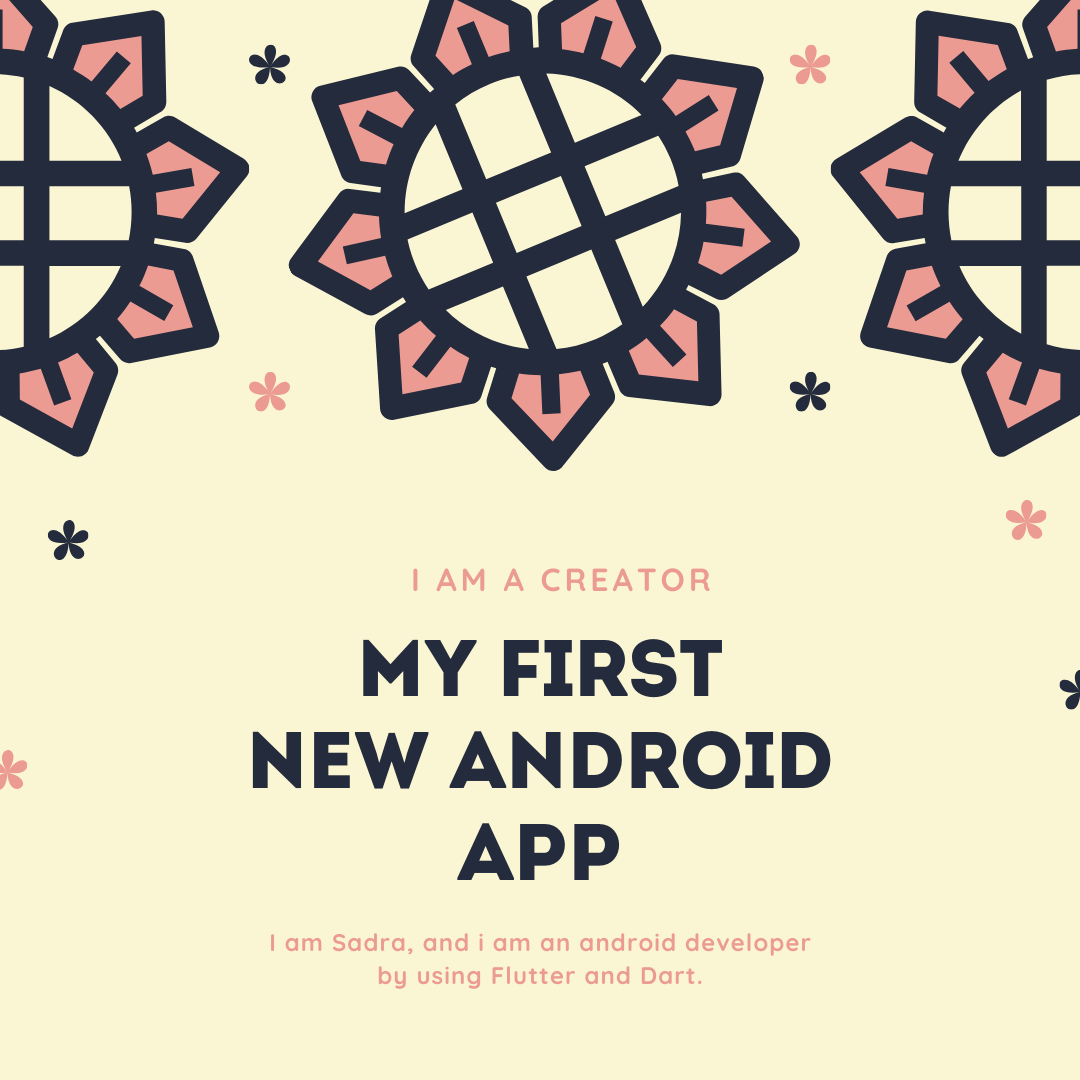 I AM A CREATOR
MY FIRST
NEW ANDROID
APP
I am Sadra, and i am an android developer
by using Flutter and Dart.